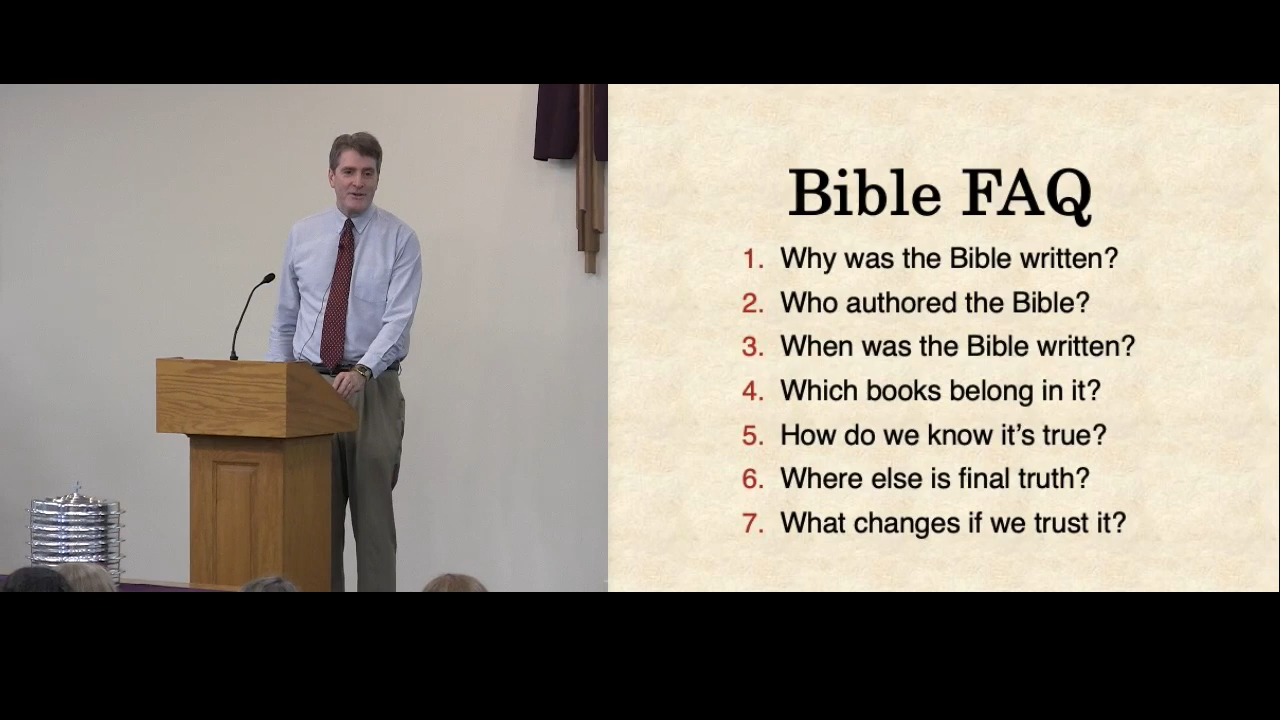 Bible FAQ
1. Why was the Bible written?
2. Who authored the Bible?
3. When was the Bible written?
4. Which books belong in it?
5. How do we know it’s true?
6. Where else is final truth?
7. What changes if we trust it?